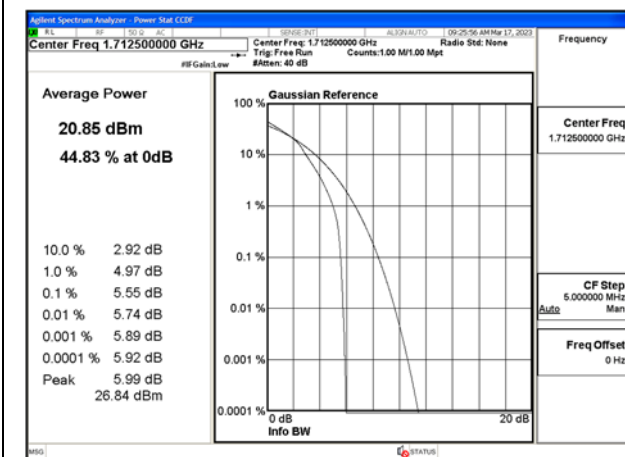 Agilent Spectrum Analyzer - Power Stat CCDF
RL RF 50 Ω AC SENSE:INT ALIGN AUTO 09:25:56 AM Mar 17, 2023
Center Freq 1.712500000 GHz
Center Freq: 1.712500000 GHz Radio Std: None
Trig: Free Run Counts:1.00 M/1.00 Mpt
#IFGain:Low #Atten: 40 dB
Frequency
Average Power
20.85 dBm
44.83 % at 0dB
10.0 % 2.92 dB
1.0 % 4.97 dB
0.1 % 5.55 dB
0.01 % 5.74 dB
0.001 % 5.89 dB
0.0001 % 5.92 dB
Peak 5.99 dB
26.84 dBm
Gaussian Reference
100 %
10 %
1 %
0.1 %
0.01 %
0.001 %
0.0001 %
0 dB 20 dB
Info BW
Center Freq
1.712500000 GHz
CF Step
5.000000 MHz
Auto Man
Freq Offset
0 Hz
MSG STATUS